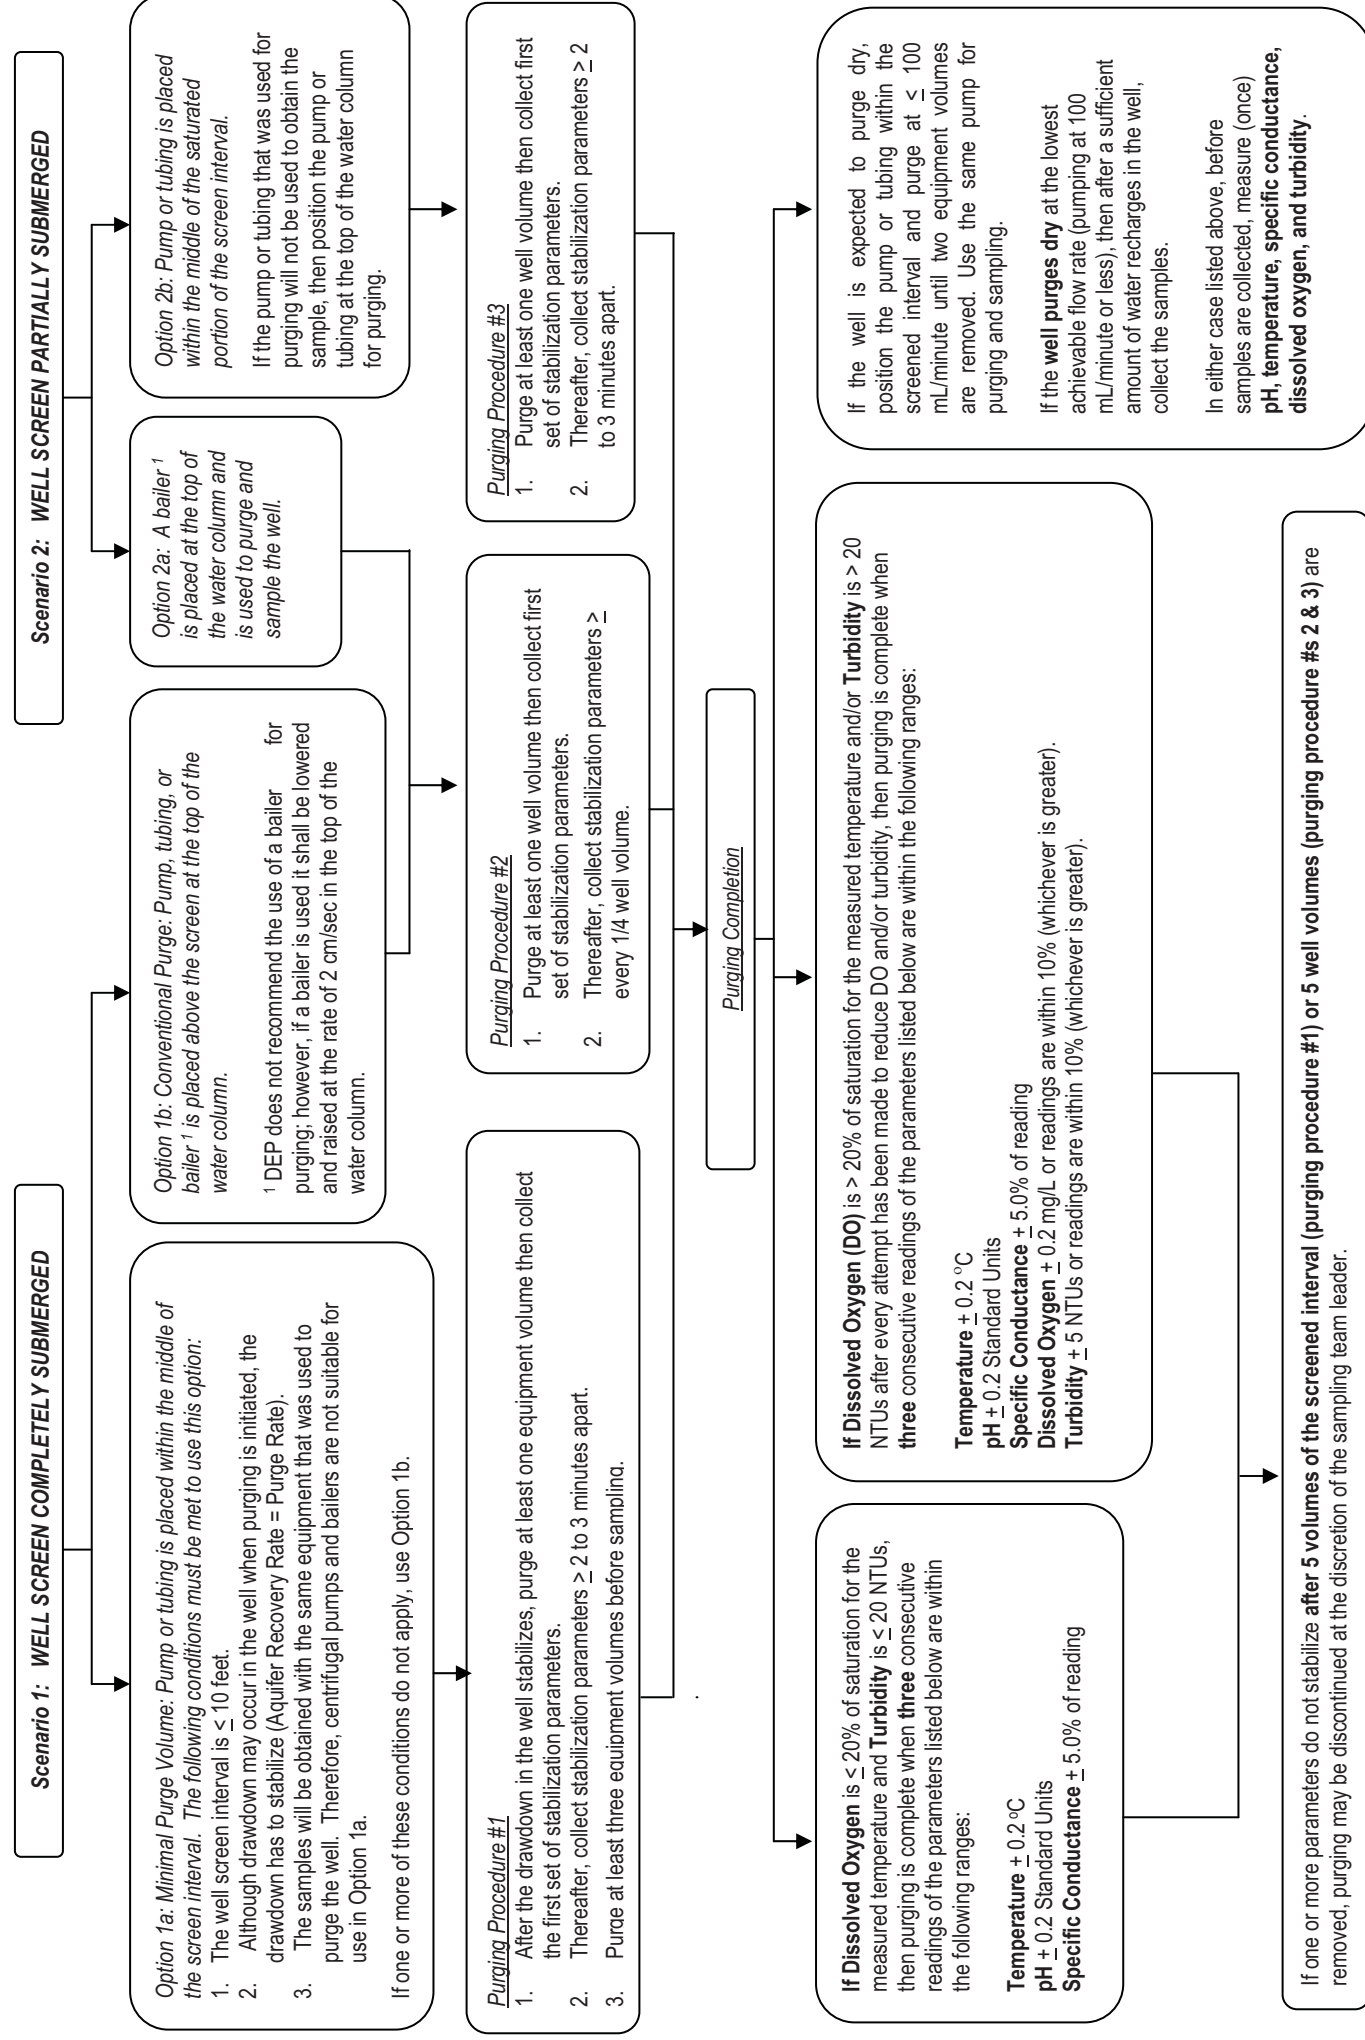 Scenario 1: WELL SCREEN COMPLETELY SUBMERGED
Scenario 2: WELL SCREEN PARTIALLY SUBMERGED
Option 1a: Minimal Purge Volume: Pump or tubing is placed within the middle of
the screen interval. The following conditions must be met to use this option:
1. The well screen interval is < 10 feet.
2. Although drawdown may occur in the well when purging is initiated, the
drawdown has to stabilize (Aquifer Recovery Rate = Purge Rate).
3. The samples will be obtained with the same equipment that was used to
purge the well. Therefore, centrifugal pumps and bailers are not suitable for
use in Option 1a.
If one or more of these conditions do not apply, use Option 1b.
Option 1b: Conventional Purge: Pump, tubing, or
bailer ¹ is placed above the screen at the top of the
water column.
¹ DEP does not recommend the use of a bailer for
purging; however, if a bailer is used it shall be lowered
and raised at the rate of 2 cm/sec in the top of the
water column.
Option 2a: A bailer ¹
is placed at the top of
the water column and
is used to purge and
sample the well.
Option 2b: Pump or tubing is placed
within the middle of the saturated
portion of the screen interval.
If the pump or tubing that was used for
purging will not be used to obtain the
sample, then position the pump or
tubing at the top of the water column
for purging.
Purging Procedure #1
1. After the drawdown in the well stabilizes, purge at least one equipment volume then collect
the first set of stabilization parameters.
2. Thereafter, collect stabilization parameters ≥ 2 to 3 minutes apart.
3. Purge at least three equipment volumes before sampling.
Purging Procedure #2
1. Purge at least one well volume then collect first
set of stabilization parameters.
2. Thereafter, collect stabilization parameters ≥
every 1/4 well volume.
Purging Procedure #3
1. Purge at least one well volume then collect first
set of stabilization parameters.
2. Thereafter, collect stabilization parameters ≥ 2
to 3 minutes apart.
Purging Completion
If Dissolved Oxygen is ≤ 20% of saturation for the
measured temperature and Turbidity is ≤ 20 NTUs,
then purging is complete when three consecutive
readings of the parameters listed below are within
the following ranges:
Temperature ± 0.2 ºC
pH ± 0.2 Standard Units
Specific Conductance ± 5.0% of reading
If Dissolved Oxygen (DO) is > 20% of saturation for the measured temperature and/or Turbidity is > 20
NTUs after every attempt has been made to reduce DO and/or turbidity, then purging is complete when
three consecutive readings of the parameters listed below are within the following ranges:
Temperature ± 0.2 ºC
pH ± 0.2 Standard Units
Specific Conductance ± 5.0% of reading
Dissolved Oxygen ± 0.2 mg/L or readings are within 10% (whichever is greater).
Turbidity ± 5 NTUs or readings are within 10% (whichever is greater).
If the well is expected to purge dry,
position the pump or tubing within the
screened interval and purge at ≤ 100
mL/minute until two equipment volumes
are removed. Use the same pump for
purging and sampling.
If the well purges dry at the lowest
achievable flow rate (pumping at 100
mL/minute or less), then after a sufficient
amount of water recharges in the well,
collect the samples.
In either case listed above, before
samples are collected, measure (once)
pH, temperature, specific conductance,
dissolved oxygen, and turbidity.
If one or more parameters do not stabilize after 5 volumes of the screened interval (purging procedure #1) or 5 well volumes (purging procedure #s 2 & 3) are
removed, purging may be discontinued at the discretion of the sampling team leader.